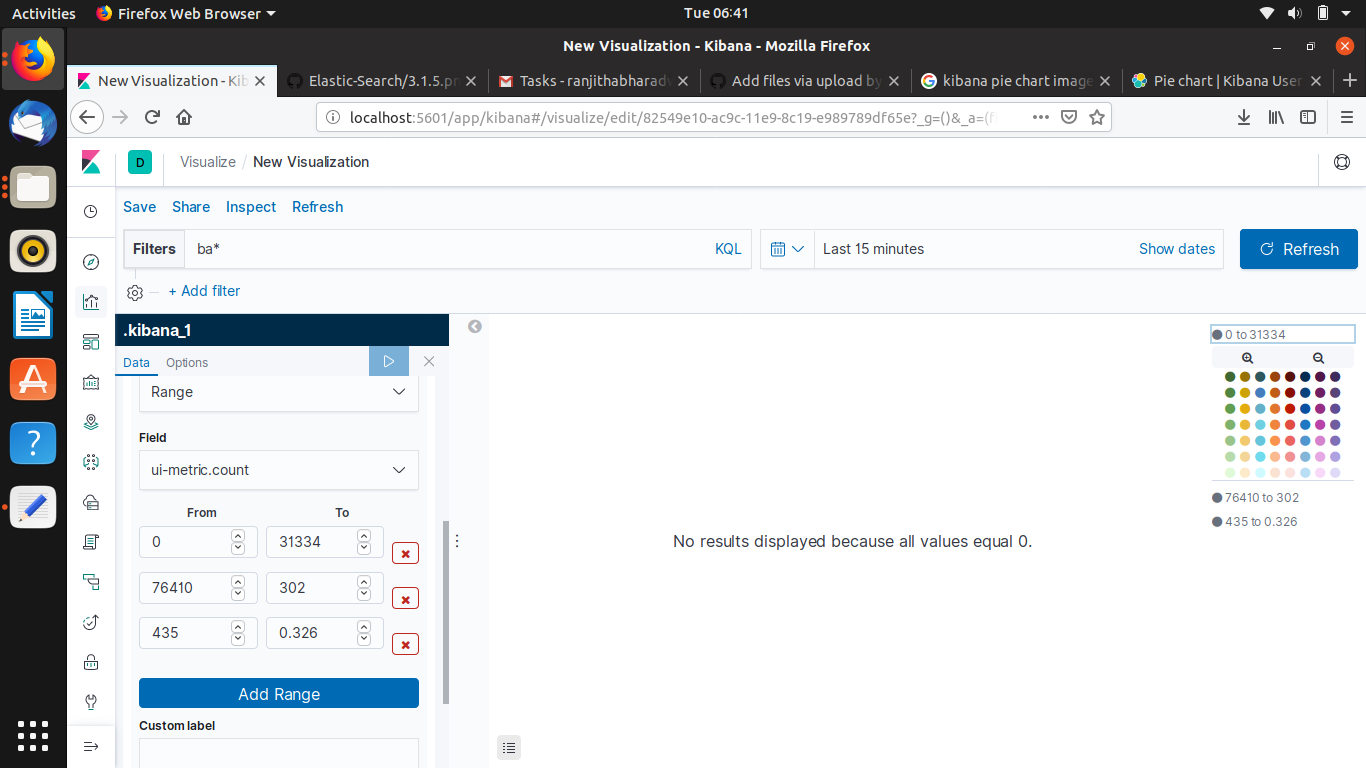 Activities
Firefox Web Browser
Tue 06:41
New Visualization - Kibana - Mozilla Firefox
New Visualization - Kib
Elastic-Search/3.1.5.pn
Tasks - ranjithabharadv
Add files via upload by
kibana pie chart image
Pie chart | Kibana User
localhost:5601/app/kibana#/visualize/edit/82549e10-ac9c-11e9-8c19-e989789df65e?_g=()&_a=(fi
D
Visualize / New Visualization
Save Share Inspect Refresh
Filters ba* KQL
Last 15 minutes Show dates
Refresh
+ Add filter
.kibana_1
Data Options
Range
Field
ui-metric.count
From To
0 31334
76410 302
435 0.326
Add Range
Custom label
No results displayed because all values equal 0.
0 to 31334
76410 to 302
435 to 0.326